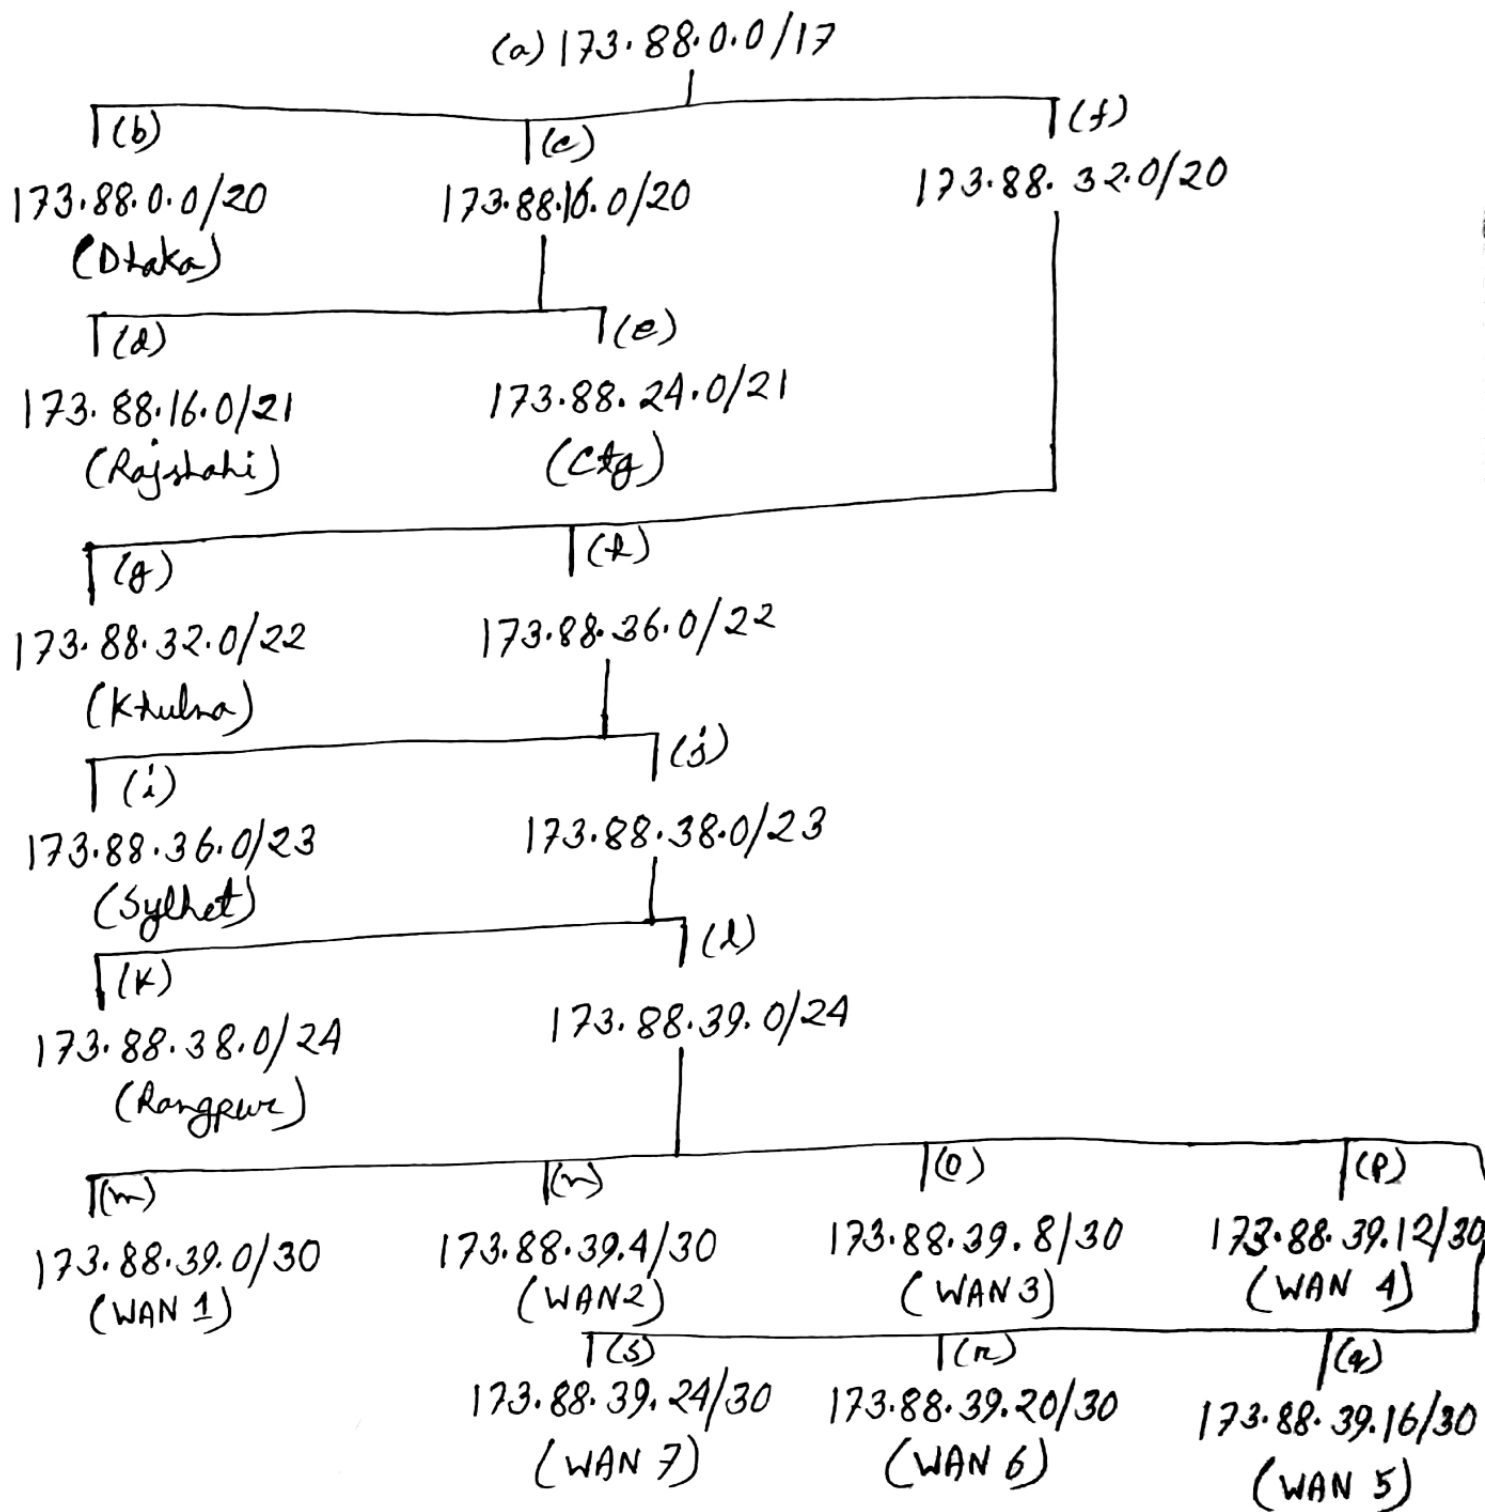 (a) 173.88.0.0/17
(b) (c) (f)
173.88.0.0/20 173.88.16.0/20 173.88.32.0/20
(Dhaka)
(d) (e)
173.88.16.0/21 173.88.24.0/21
(Rajshahi) (Ctg)
(g) (h)
173.88.32.0/22 173.88.36.0/22
(Khulna)
(i) (j)
173.88.36.0/23 173.88.38.0/23
(Sylhet)
(k) (l)
173.88.38.0/24 173.88.39.0/24
(Rangpur)
(m) (n) (o) (p)
173.88.39.0/30 173.88.39.4/30 173.88.39.8/30 173.88.39.12/30
(WAN 1) (WAN2) (WAN 3) (WAN 4)
(s) (r) (q)
173.88.39.24/30 173.88.39.20/30 173.88.39.16/30
(WAN 7) (WAN 6) (WAN 5)